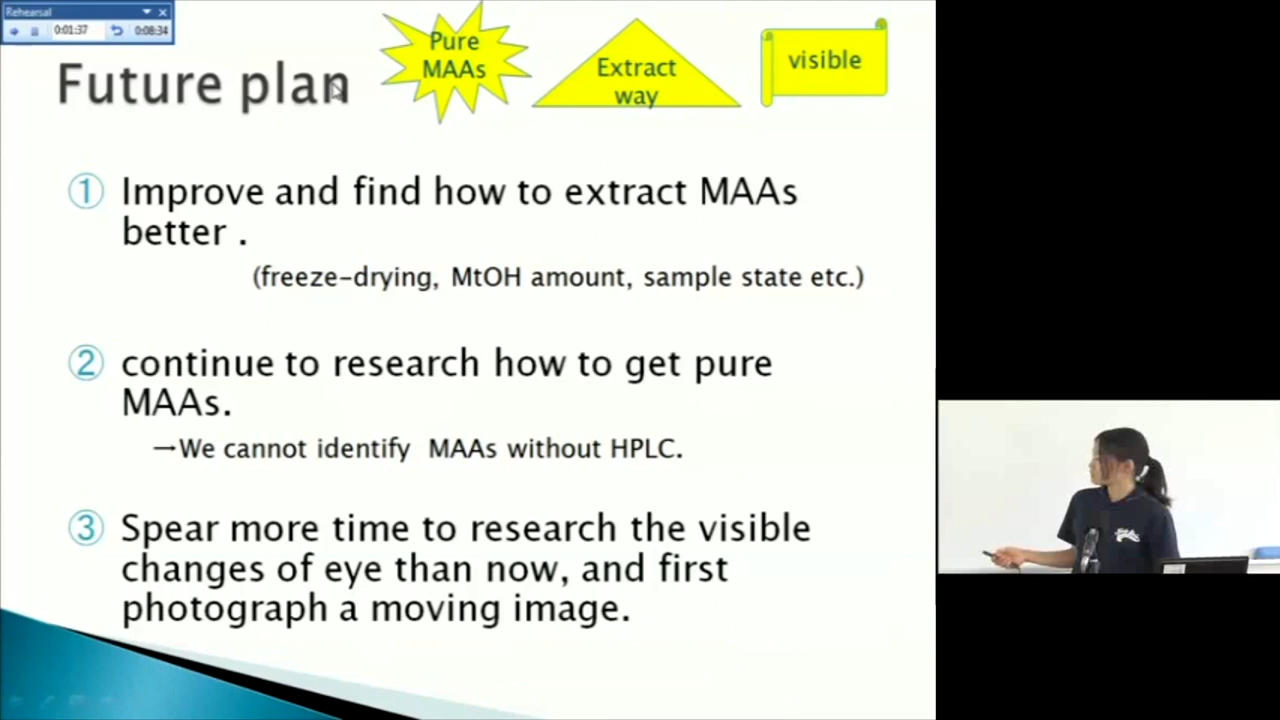 Rehearsal
0:01:37
0:08:34
Pure
MAAs
Extract
way
visible
Future plan
① Improve and find how to extract MAAs
better .
(freeze-drying, MtOH amount, sample state etc.)
② continue to research how to get pure
MAAs.
→We cannot identify MAAs without HPLC.
③ Spear more time to research the visible
changes of eye than now, and first
photograph a moving image.